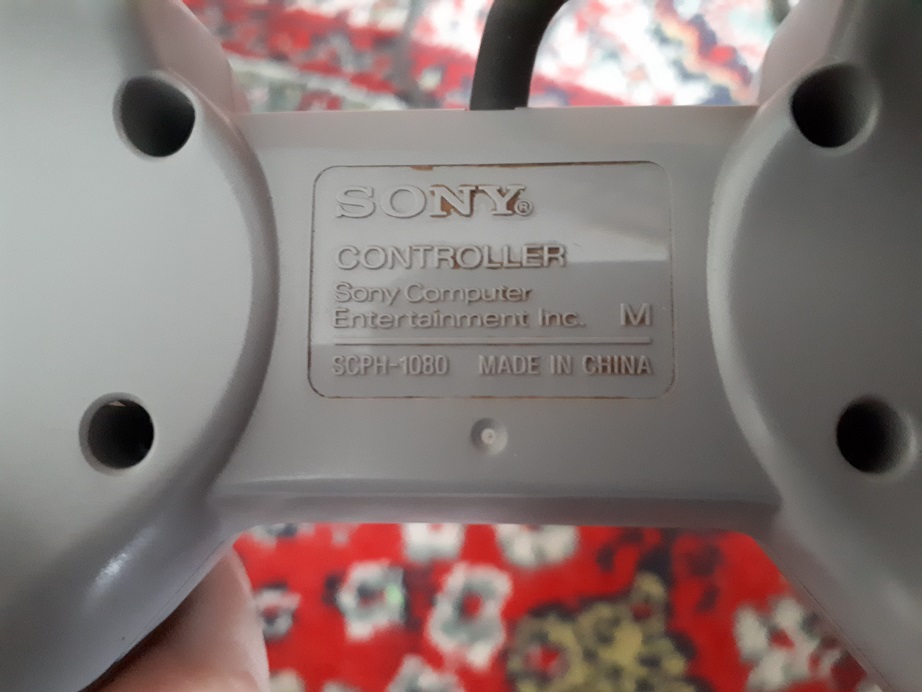 SONY®
CONTROLLER
Sony Computer
Entertainment Inc. M
SCPH-1080 MADE IN CHINA